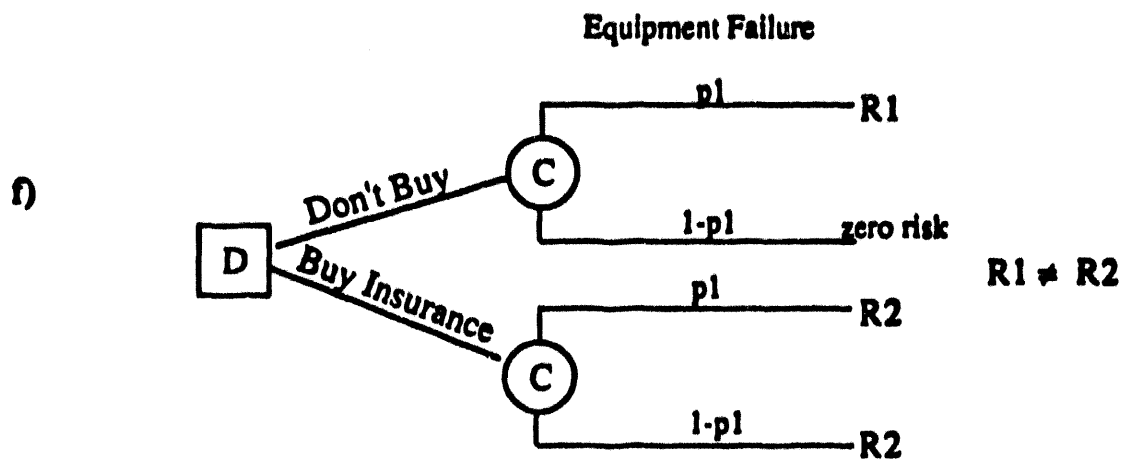 Equipment Failure
p1
R1
C
f)
Don't Buy
1-p1
zero risk
D
Buy Insurance
R1 ≠ R2
p1
R2
C
1-p1
R2